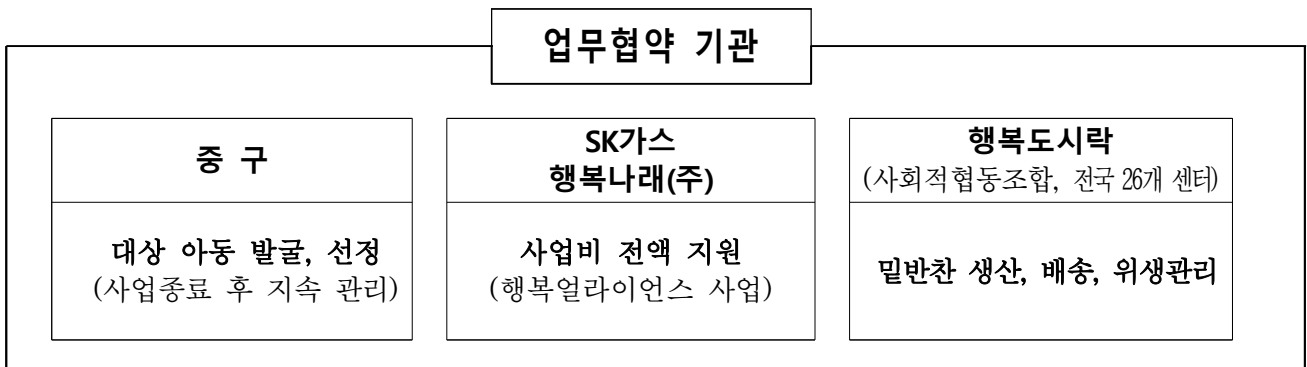 업무협약 기관
중 구
대상 아동 발굴, 선정
(사업종료 후 지속 관리)
SK가스
행복나래(주)
사업비 전액 지원
(행복얼라이언스 사업)
행복도시락
(사회적협동조합, 전국 26개 센터)
밑반찬 생산, 배송, 위생관리